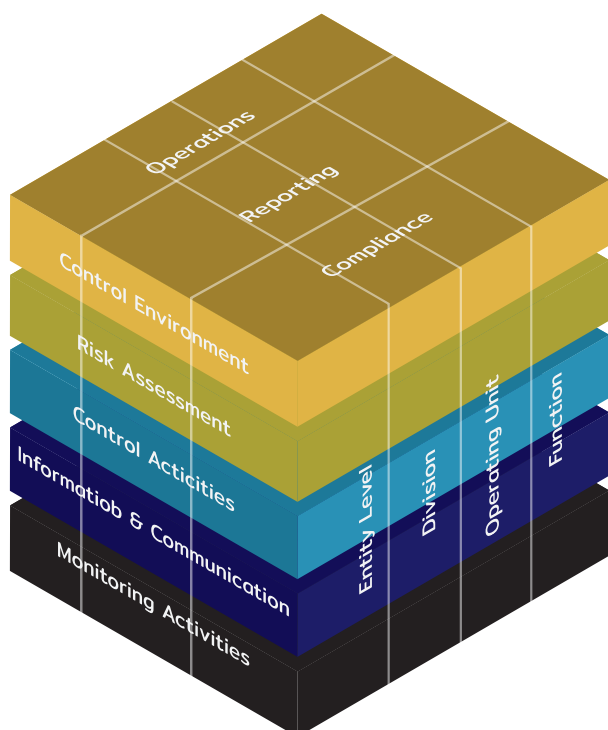 Operations
Reporting
Compliance
Control Environment
Risk Assessment
Control Acticities
Informatiob & Communication
Monitoring Activities
Entity Level
Division
Operating Unit
Function